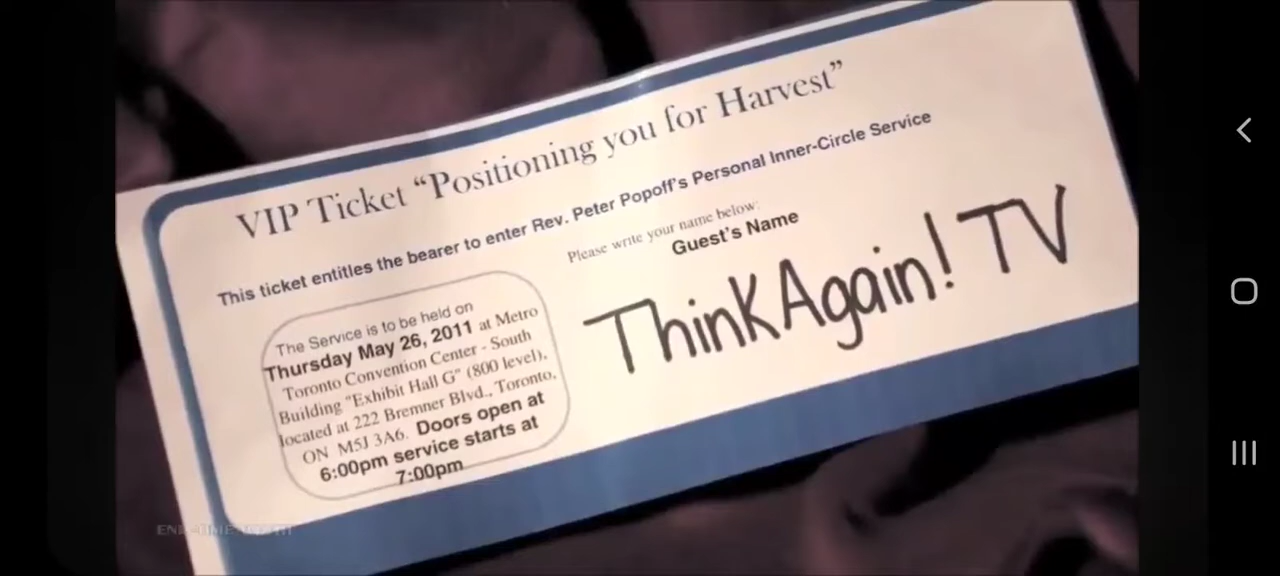 VIP Ticket “Positioning you for Harvest”
This ticket entitles the bearer to enter Rev. Peter Popoff's Personal Inner-Circle Service
Please write your name below:
Guest's Name
ThinkAgain! TV
The Service is to be held on
Thursday May 26, 2011 at Metro
Toronto Convention Center - South
Building "Exhibit Hall G" (800 level),
located at 222 Bremner Blvd., Toronto,
ON M5J 3A6. Doors open at
6:00pm service starts at
7:00pm